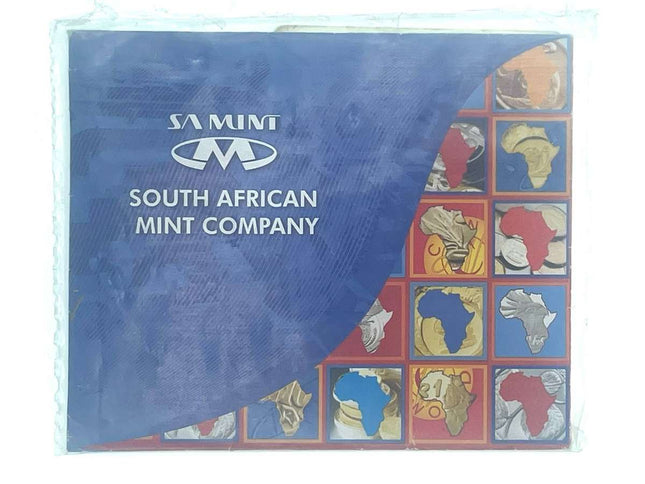 SA MINT
SOUTH AFRICAN
MINT COMPANY